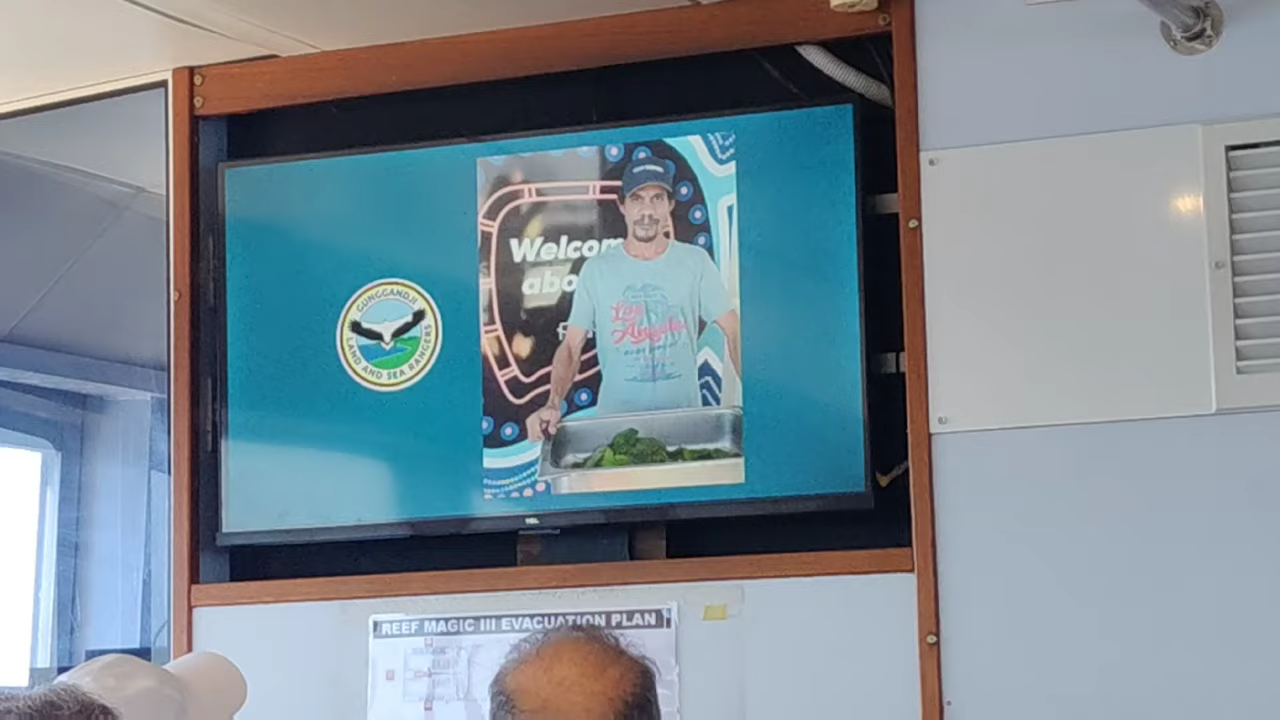 GUNGGANDJI
LAND AND SEA RANGERS
Welcom
abo
Los
Angeles
REEF MAGIC III EVACUATION PLAN